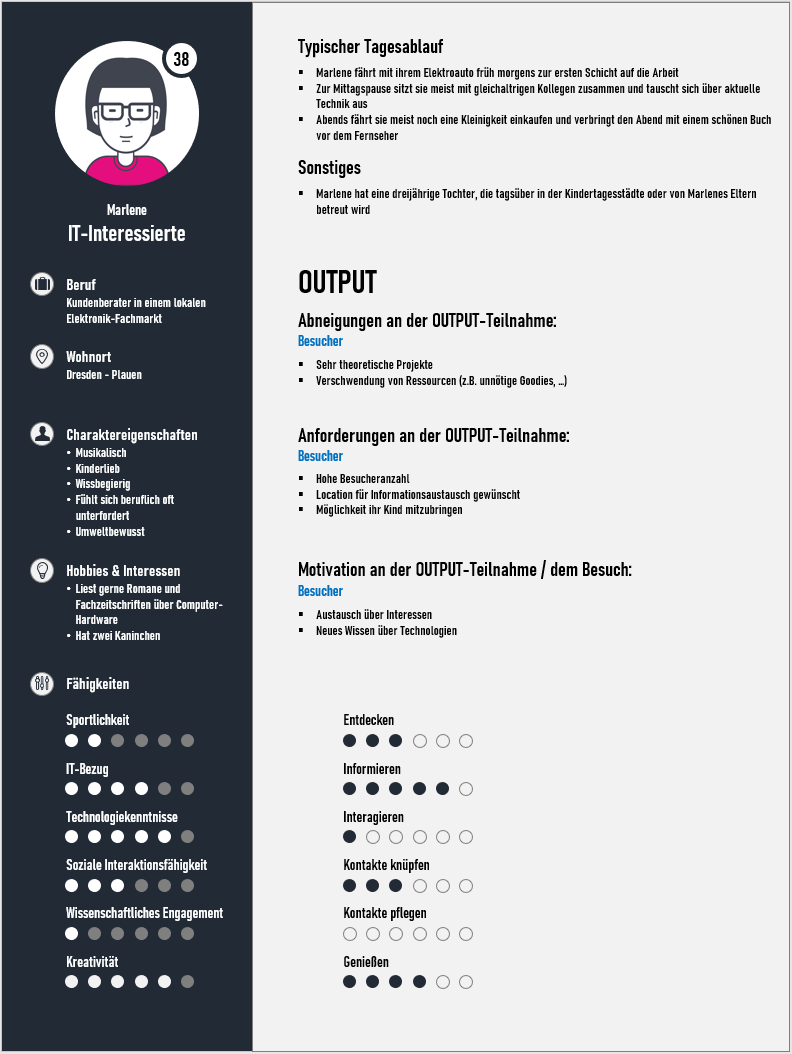 38
Marlene
IT-Interessierte
Beruf
Kundenberater in einem lokalen
Elektronik-Fachmarkt
Wohnort
Dresden - Plauen
Charaktereigenschaften
• Musikalisch
• Kinderlieb
• Wissbegierig
• Fühlt sich beruflich oft
unterfordert
• Umweltbewusst
Hobbies & Interessen
• Liest gerne Romane und
Fachzeitschriften über Computer-
Hardware
• Hat zwei Kaninchen
Fähigkeiten
Sportlichkeit
IT-Bezug
Technologiekenntnisse
Soziale Interaktionsfähigkeit
Wissenschaftliches Engagement
Kreativität
Typischer Tagesablauf
▪ Marlene fährt mit ihrem Elektroauto früh morgens zur ersten Schicht auf die Arbeit
▪ Zur Mittagspause sitzt sie meist mit gleichaltrigen Kollegen zusammen und tauscht sich über aktuelle
Technik aus
▪ Abends fährt sie meist noch eine Kleinigkeit einkaufen und verbringt den Abend mit einem schönen Buch
vor dem Fernseher
Sonstiges
▪ Marlene hat eine dreijährige Tochter, die tagsüber in der Kindertagesstädte oder von Marlenes Eltern
betreut wird
OUTPUT
Abneigungen an der OUTPUT-Teilnahme:
Besucher
▪ Sehr theoretische Projekte
▪ Verschwendung von Ressourcen (z.B. unnötige Goodies, …)
Anforderungen an der OUTPUT-Teilnahme:
Besucher
▪ Hohe Besucheranzahl
▪ Location für Informationsaustausch gewünscht
▪ Möglichkeit ihr Kind mitzubringen
Motivation an der OUTPUT-Teilnahme / dem Besuch:
Besucher
▪ Austausch über Interessen
▪ Neues Wissen über Technologien
Entdecken
Informieren
Interagieren
Kontakte knüpfen
Kontakte pflegen
Genießen